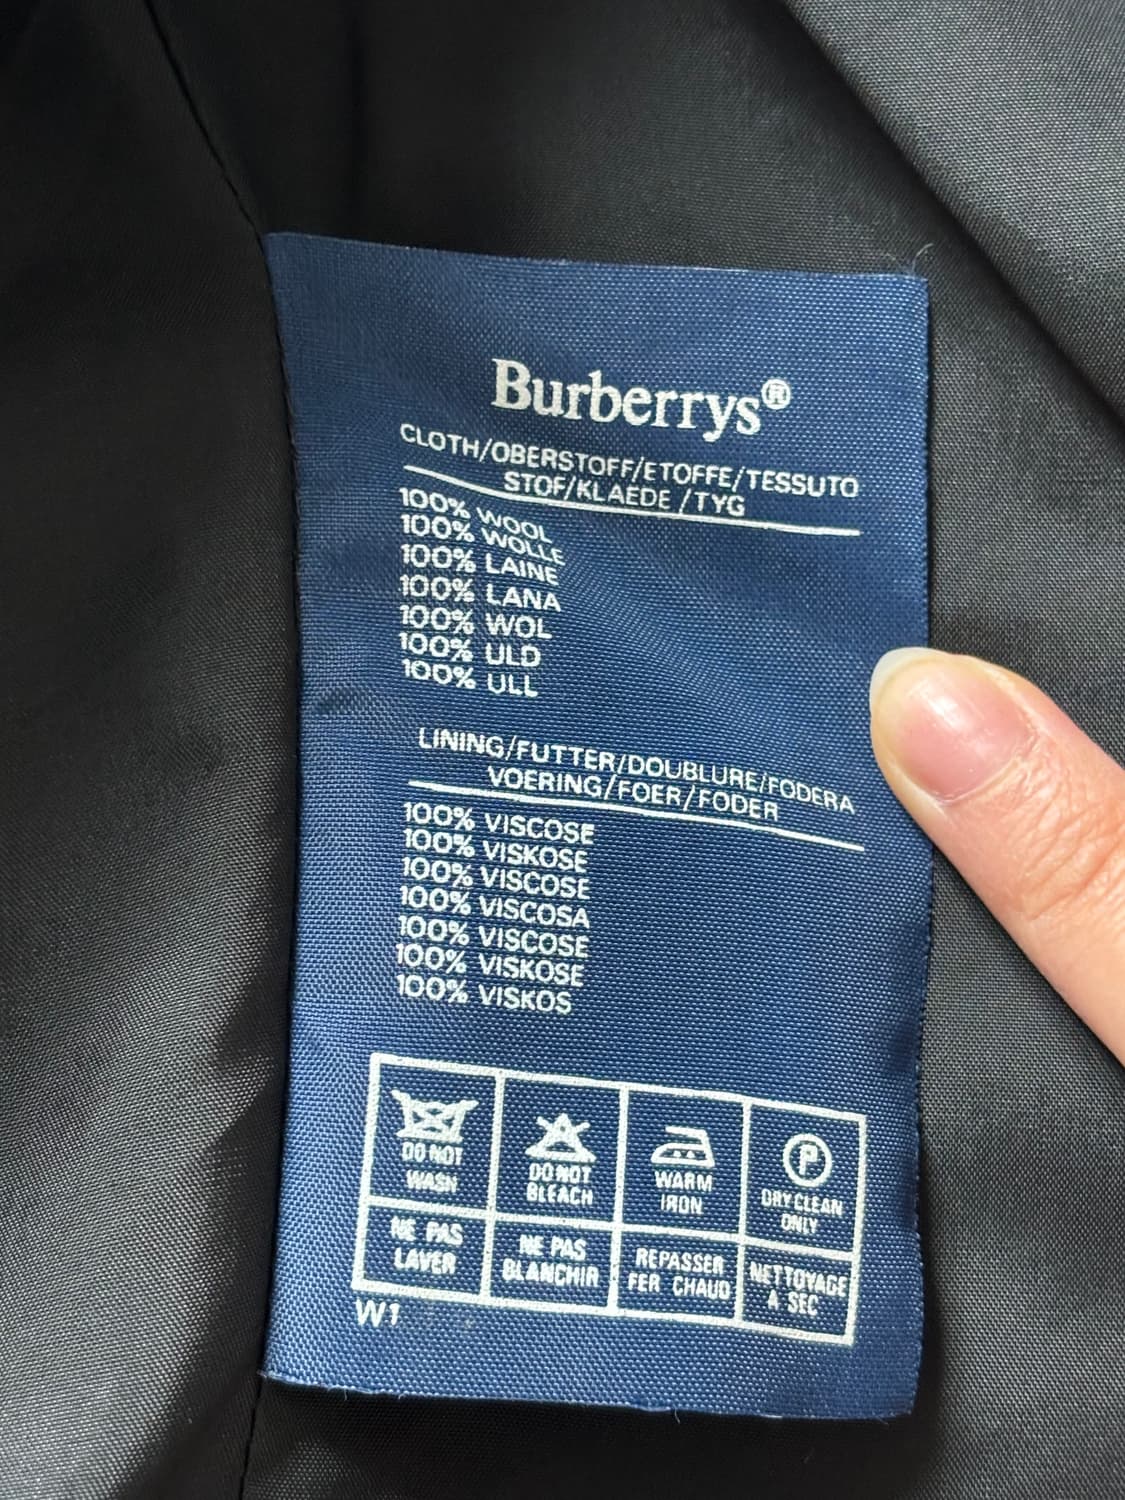 Burberrys®
CLOTH/OBERSTOFF/ETOFFE/TESSUTO
STOF/KLAEDE/TYG
100% WOOL
100% WOLLE
100% LAINE
100% LANA
100% WOL
100% ULD
100% ULL
LINING/FUTTER/DOUBLURE/FODERA
VOERING/FOER/FODER
100% VISCOSE
100% VISKOSE
100% VISCOSE
100% VISCOSA
100% VISCOSE
100% VISKOSE
100% VISKOS
DO NOT
WASH
DO NOT
BLEACH
WARM
IRON
P
DRY CLEAN
ONLY
NE PAS
LAVER
NE PAS
BLANCHIR
REPASSER
FER CHAUD
NETTOYAGE
A SEC
W1